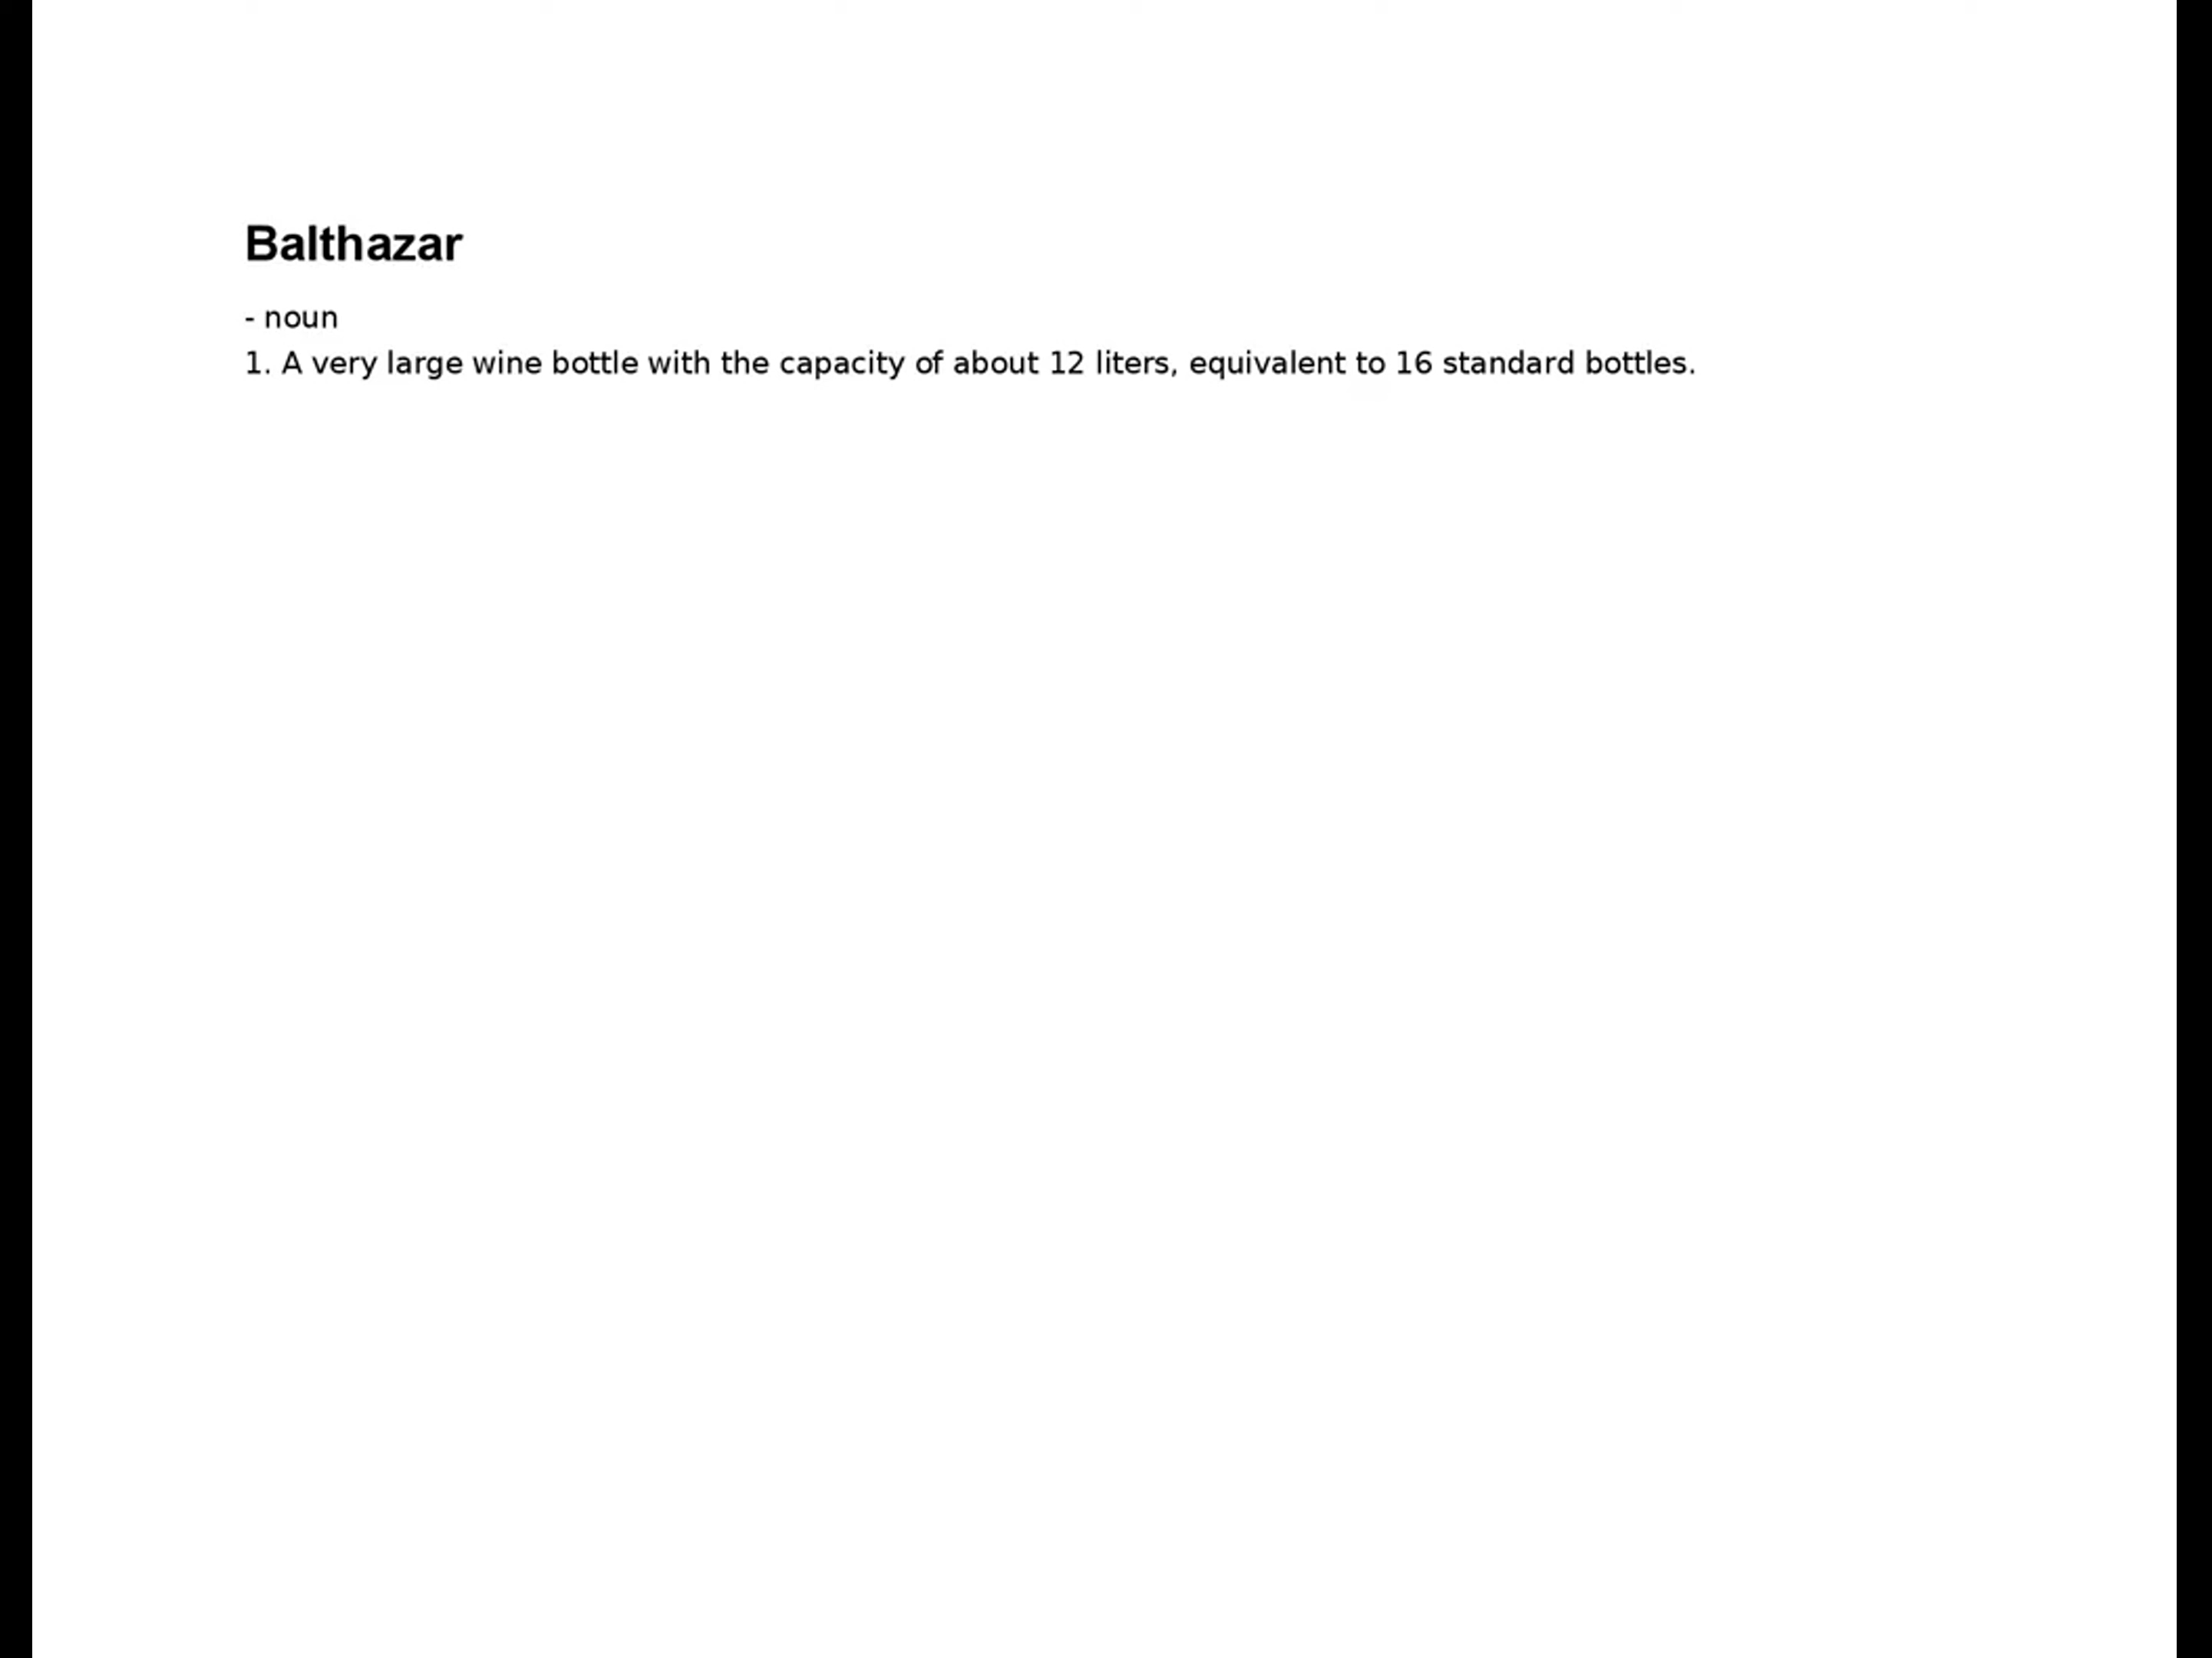 Balthazar
- noun
1. A very large wine bottle with the capacity of about 12 liters, equivalent to 16 standard bottles.